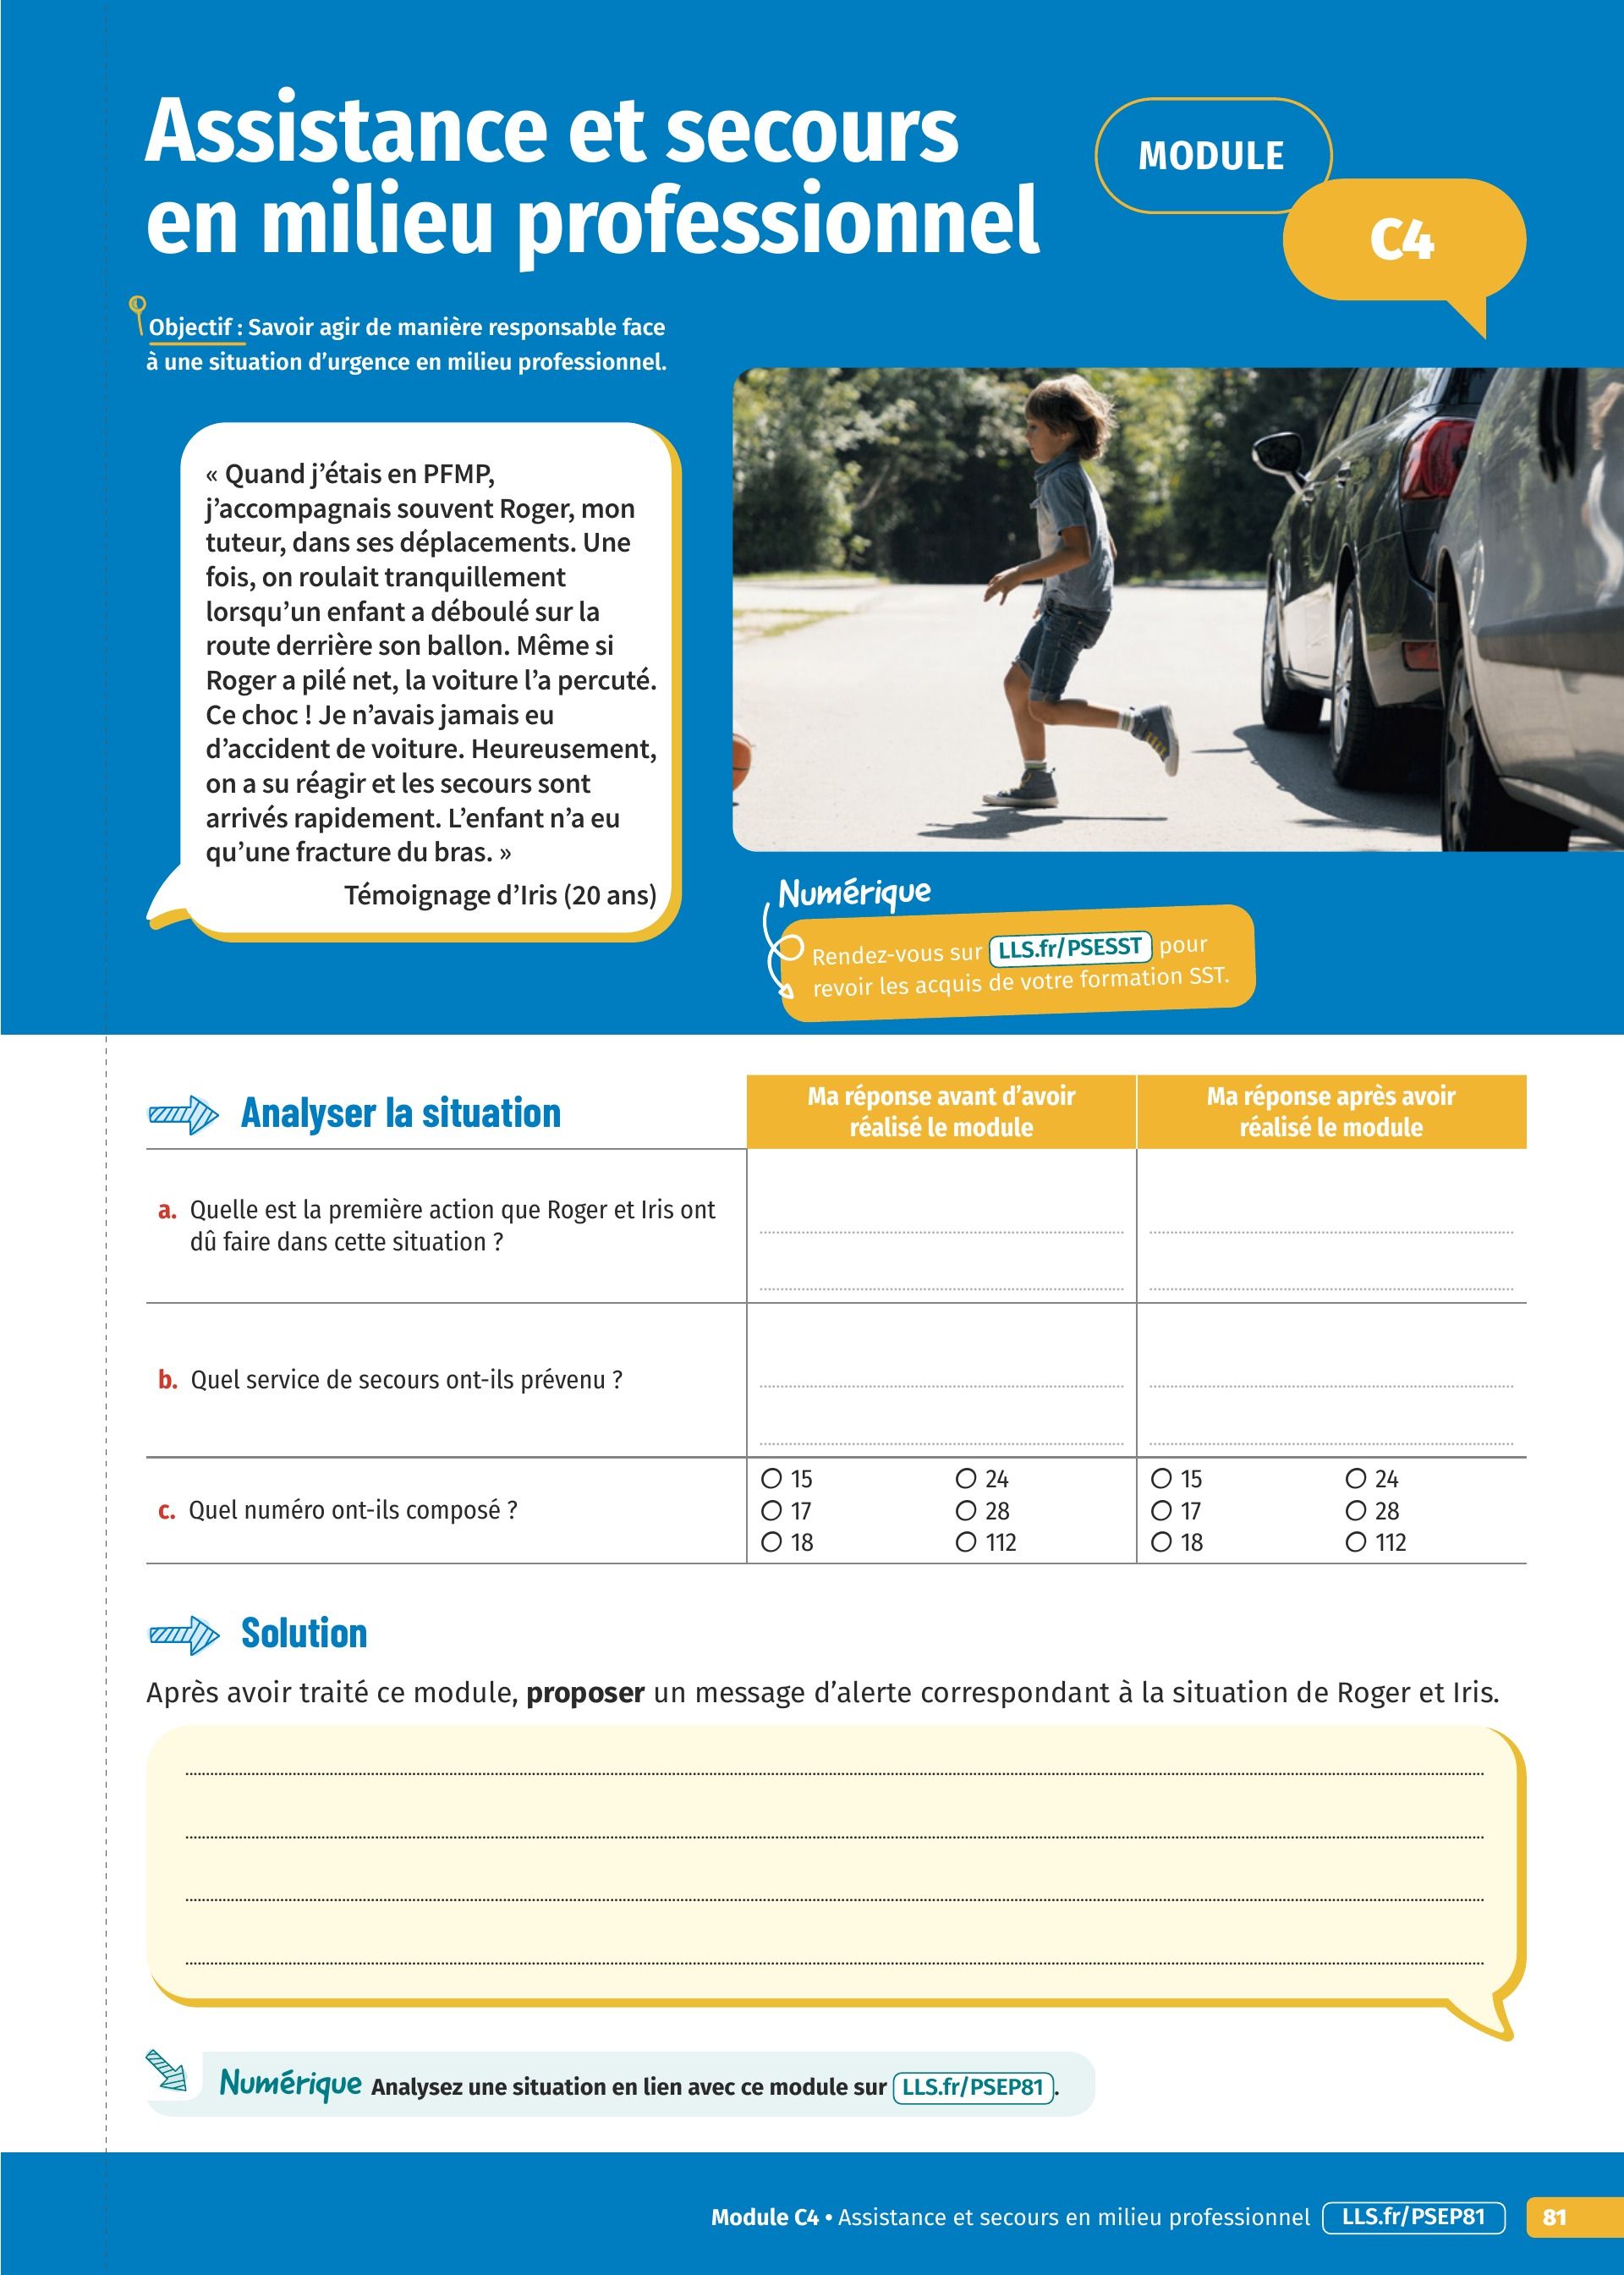 Assistance et secours
en milieu professionnel
MODULE
C4
Objectif : Savoir agir de manière responsable face
à une situation d'urgence en milieu professionnel.
« Quand j'étais en PFMP,
j'accompagnais souvent Roger, mon
tuteur, dans ses déplacements. Une
fois, on roulait tranquillement
lorsqu'un enfant a déboulé sur la
route derrière son ballon. Même si
Roger a pilé net, la voiture l'a percuté.
Ce choc ! Je n'avais jamais eu
d'accident de voiture. Heureusement,
on a su réagir et les secours sont
arrivés rapidement. L'enfant n'a eu
qu'une fracture du bras. »
Témoignage d'Iris (20 ans)
Numérique
Rendez-vous sur LLS.fr/PSESST pour
revoir les acquis de votre formation SST.
Analyser la situation
Ma réponse avant d'avoir
réalisé le module
Ma réponse après avoir
réalisé le module
a. Quelle est la première action que Roger et Iris ont
dû faire dans cette situation ?
b. Quel service de secours ont-ils prévenu ?
c. Quel numéro ont-ils composé ?
15 24 15 24
17 28 17 28
18 112 18 112
Solution
Après avoir traité ce module, proposer un message d'alerte correspondant à la situation de Roger et Iris.
Numérique Analysez une situation en lien avec ce module sur LLS.fr/PSEP81.
Module C4 • Assistance et secours en milieu professionnel LLS.fr/PSEP81 81